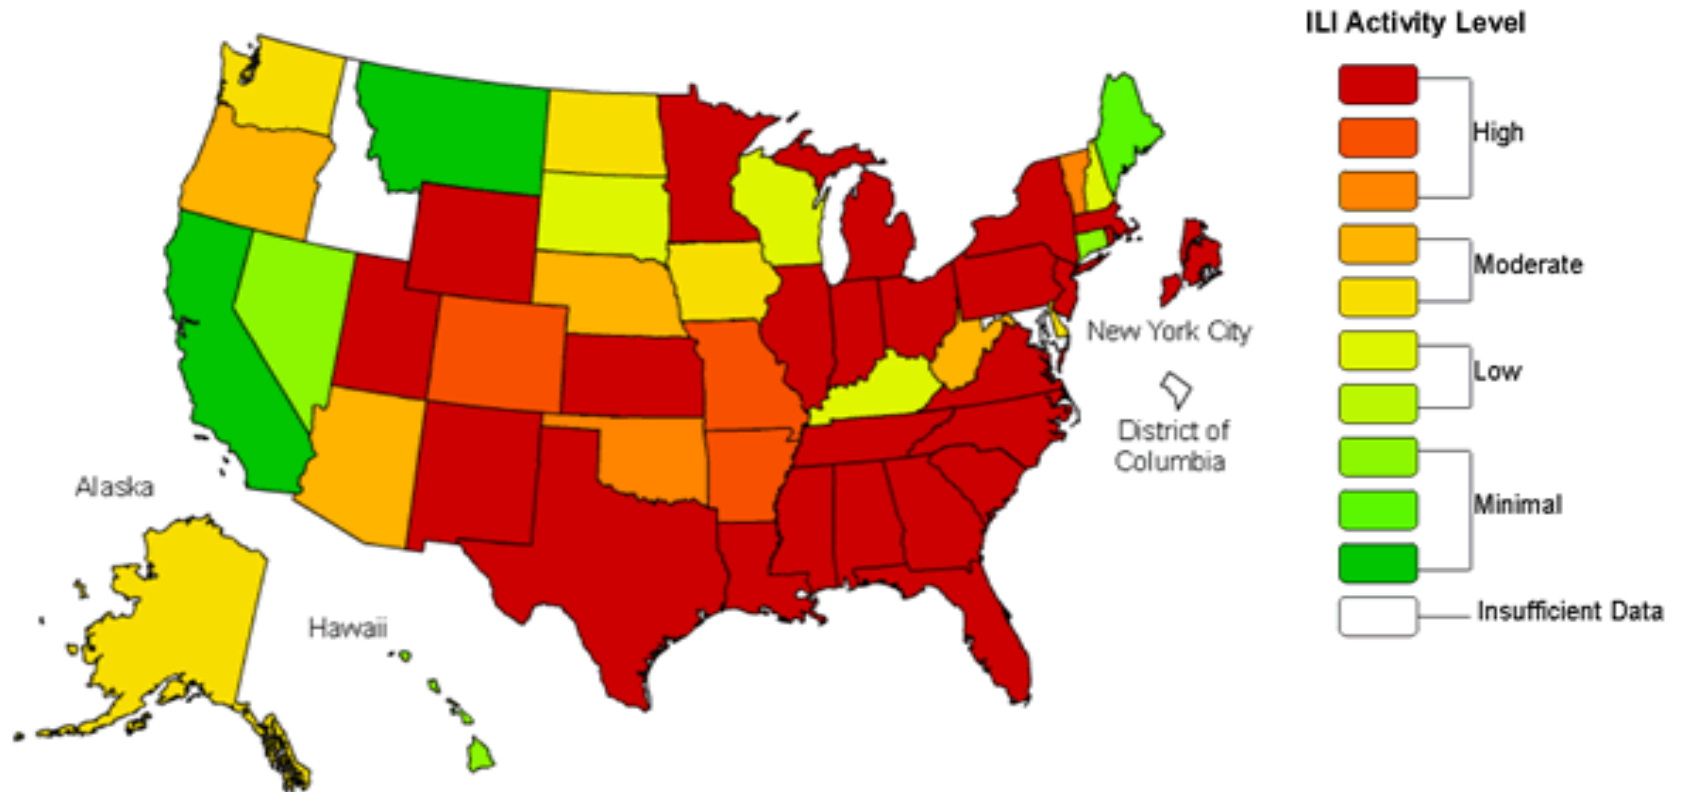 ILI Activity Level
High
Moderate
New York City
Low
District of
Columbia
Alaska
Minimal
Insufficient Data
Hawaii